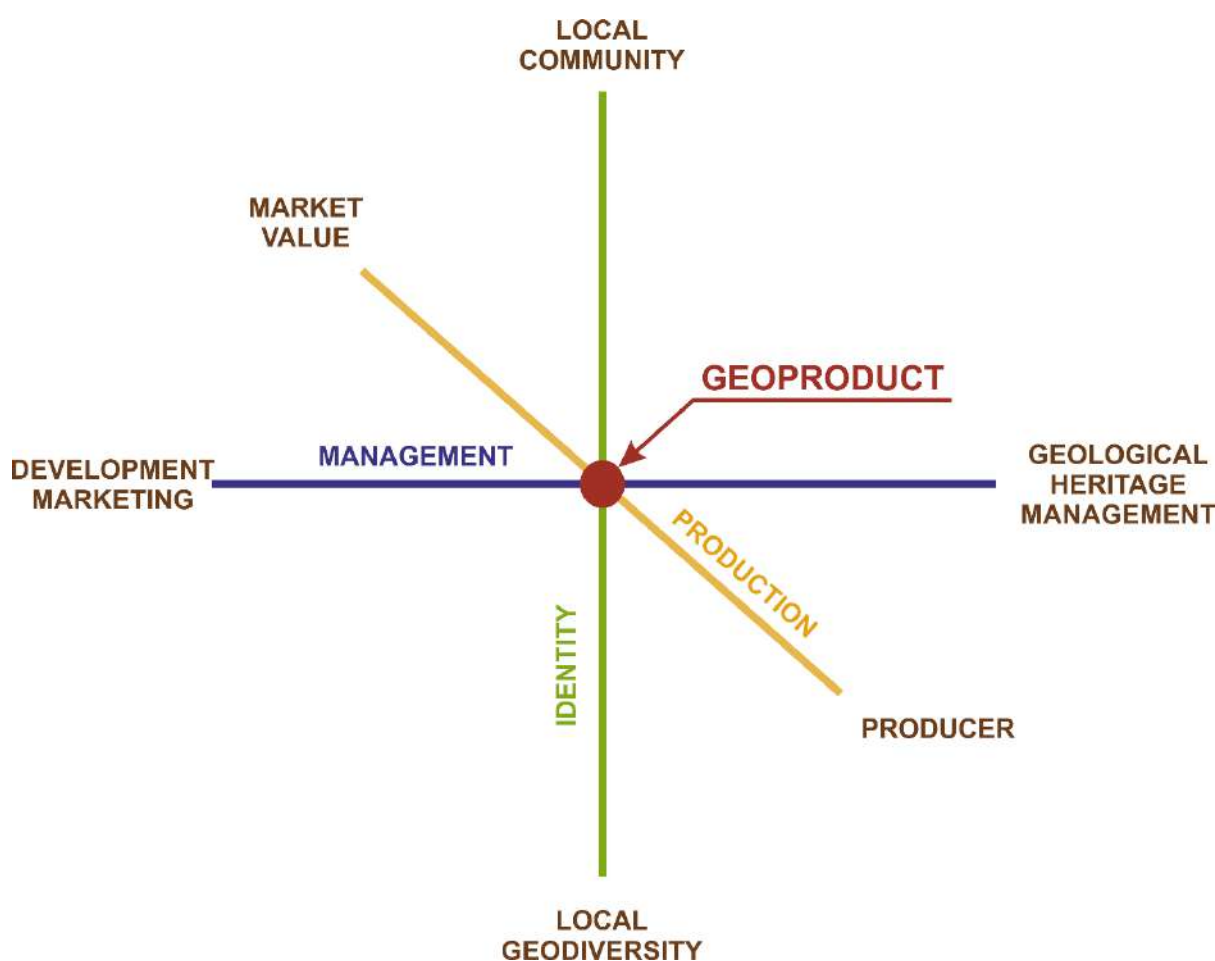 LOCAL
COMMUNITY
MARKET
VALUE
GEOPRODUCT
MANAGEMENT
DEVELOPMENT
MARKETING
GEOLOGICAL
HERITAGE
MANAGEMENT
PRODUCTION
IDENTITY
PRODUCER
LOCAL
GEODIVERSITY